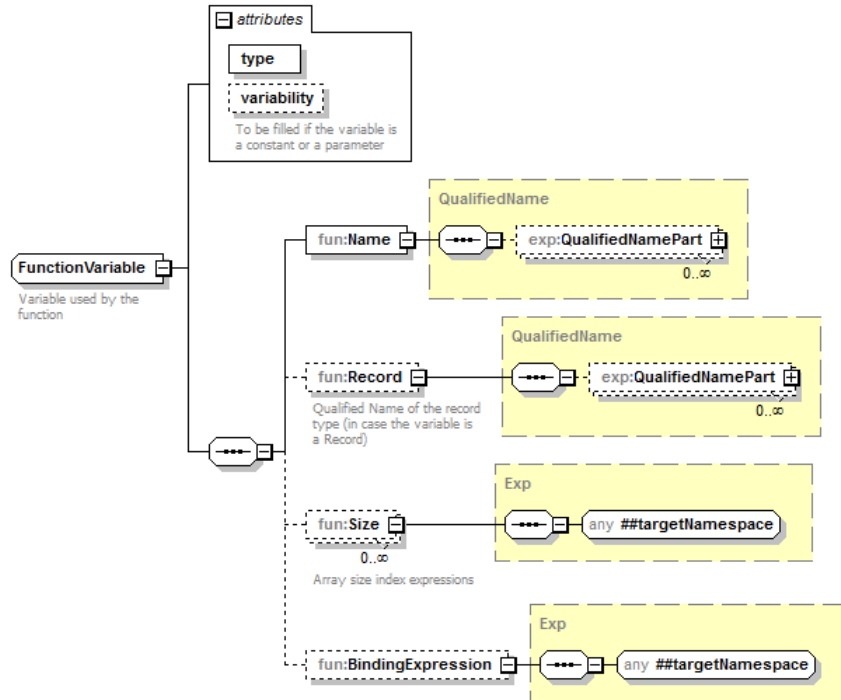 attributes
type
variability
To be filled if the variable is
a constant or a parameter
QualifiedName
fun:Name
exp:QualifiedNamePart
0..∞
FunctionVariable
Variable used by the
function
QualifiedName
fun:Record
exp:QualifiedNamePart
0..∞
Qualified Name of the record
type (in case the variable is
a Record)
Exp
fun:Size
any ##targetNamespace
0..∞
Array size index expressions
Exp
fun:BindingExpression
any ##targetNamespace